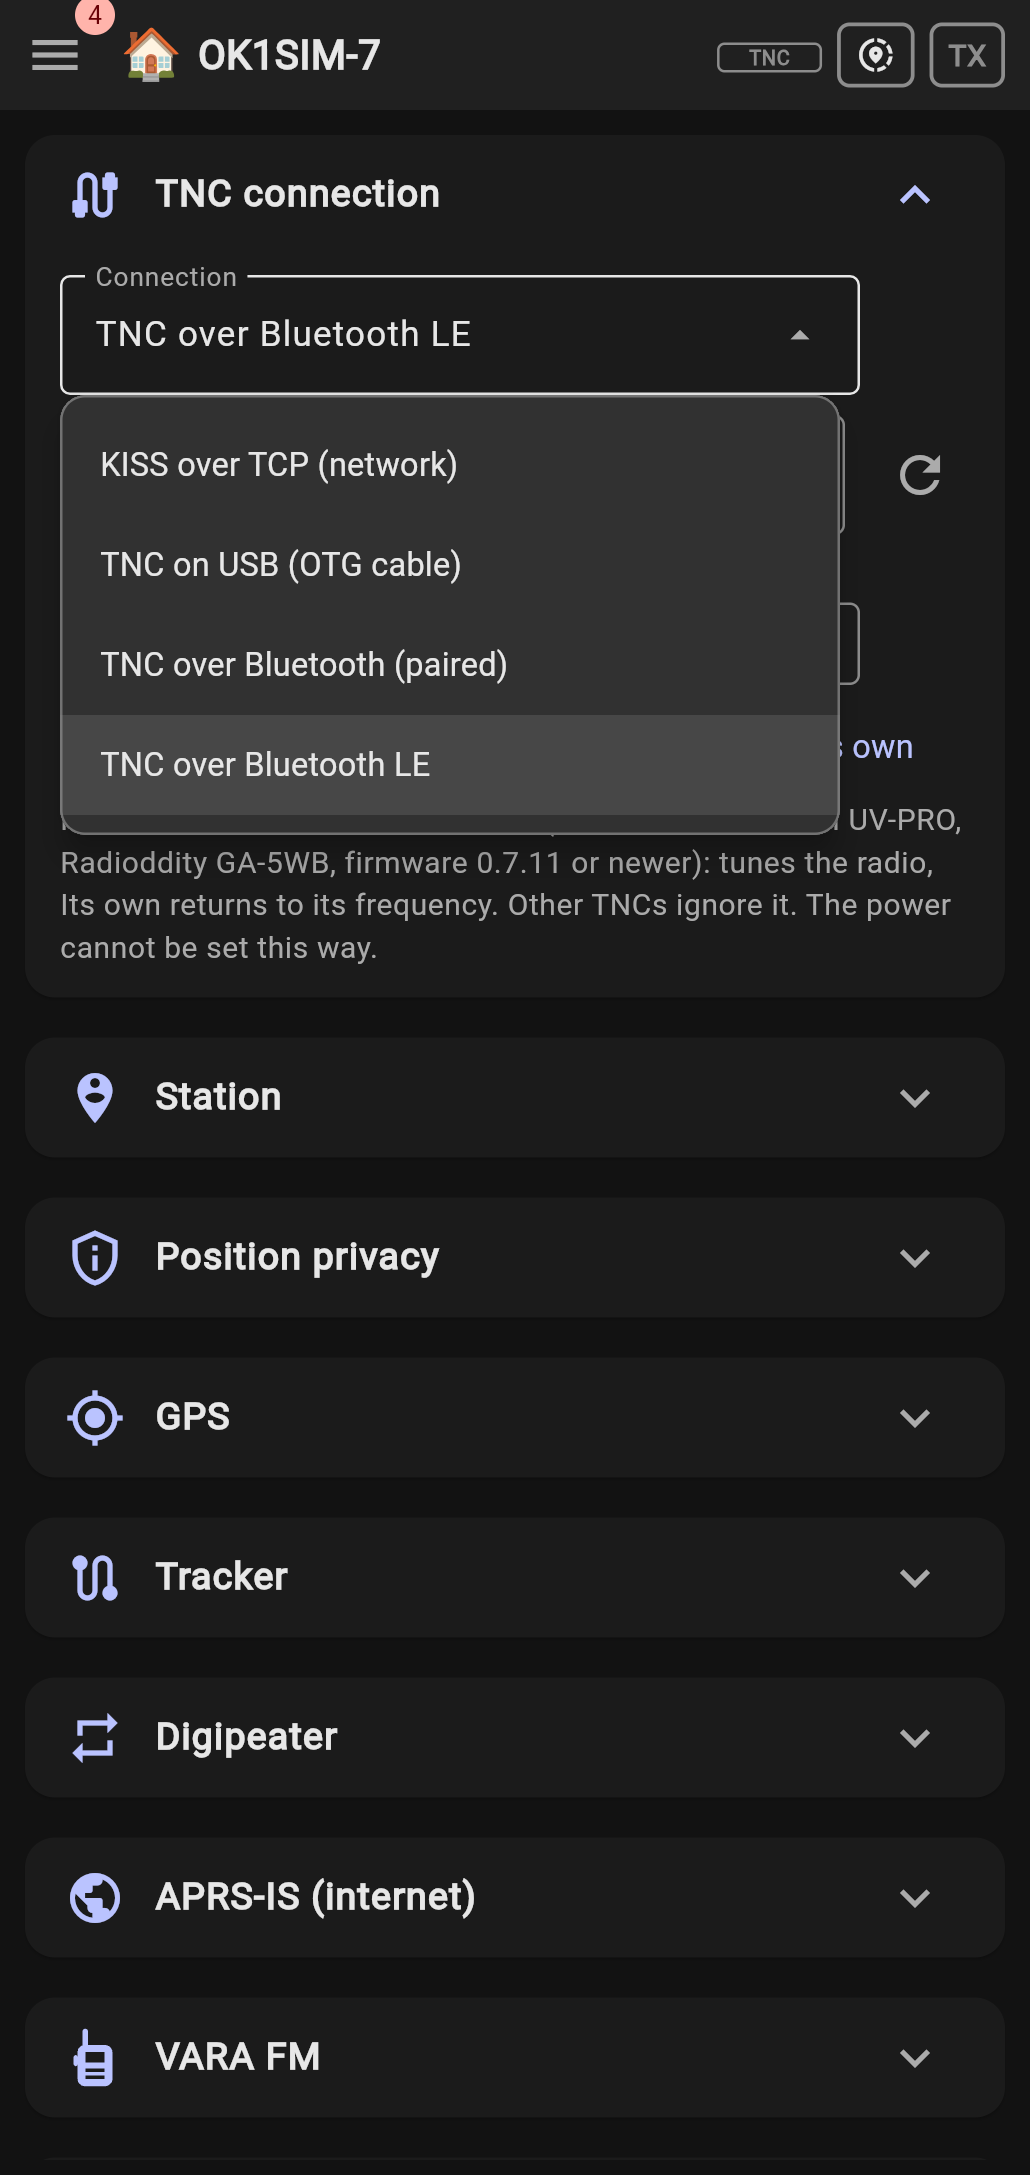 4
OK1SIM-7
TNC
TX
TNC connection
Connection
TNC over Bluetooth LE
KISS over TCP (network)
TNC on USB (OTG cable)
TNC over Bluetooth (paired)
TNC over Bluetooth LE
own
UV-PRO,
Radioddity GA-5WB, firmware 0.7.11 or newer): tunes the radio,
Its own returns to its frequency. Other TNCs ignore it. The power
cannot be set this way.
Station
Position privacy
GPS
Tracker
Digipeater
APRS-IS (internet)
VARA FM